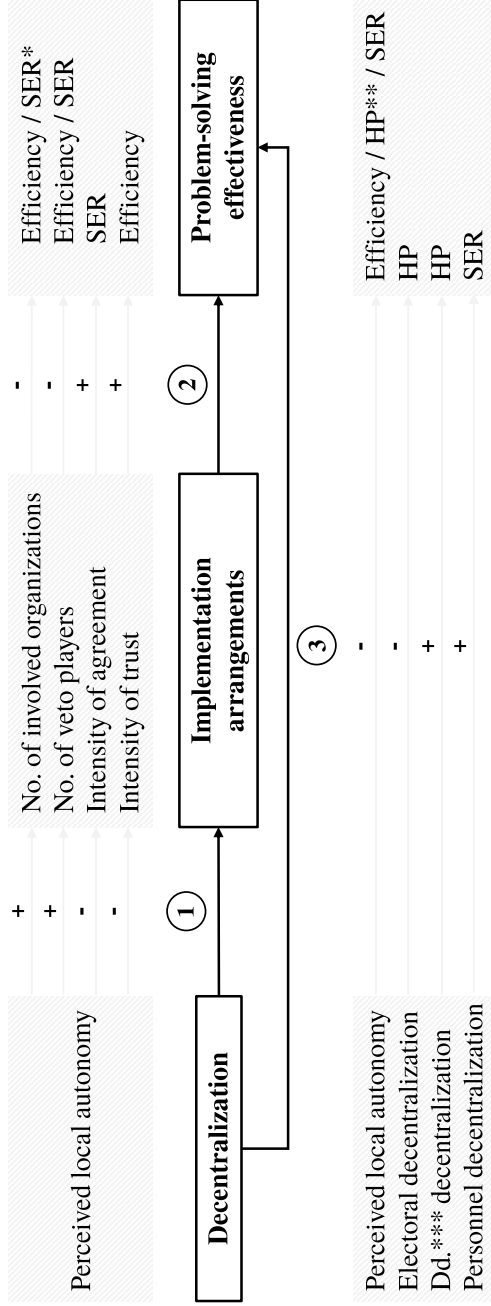 Perceived local autonomy
+
+
-
-
No. of involved organizations
No. of veto players
Intensity of agreement
Intensity of trust
-
-
+
+
Efficiency / SER*
Efficiency / SER
SER
Efficiency
Decentralization
1
Implementation
arrangements
2
Problem-solving
effectiveness
3
Perceived local autonomy
Electoral decentralization
Dd.*** decentralization
Personnel decentralization
-
-
+
+
Efficiency / HP** / SER
HP
HP
SER